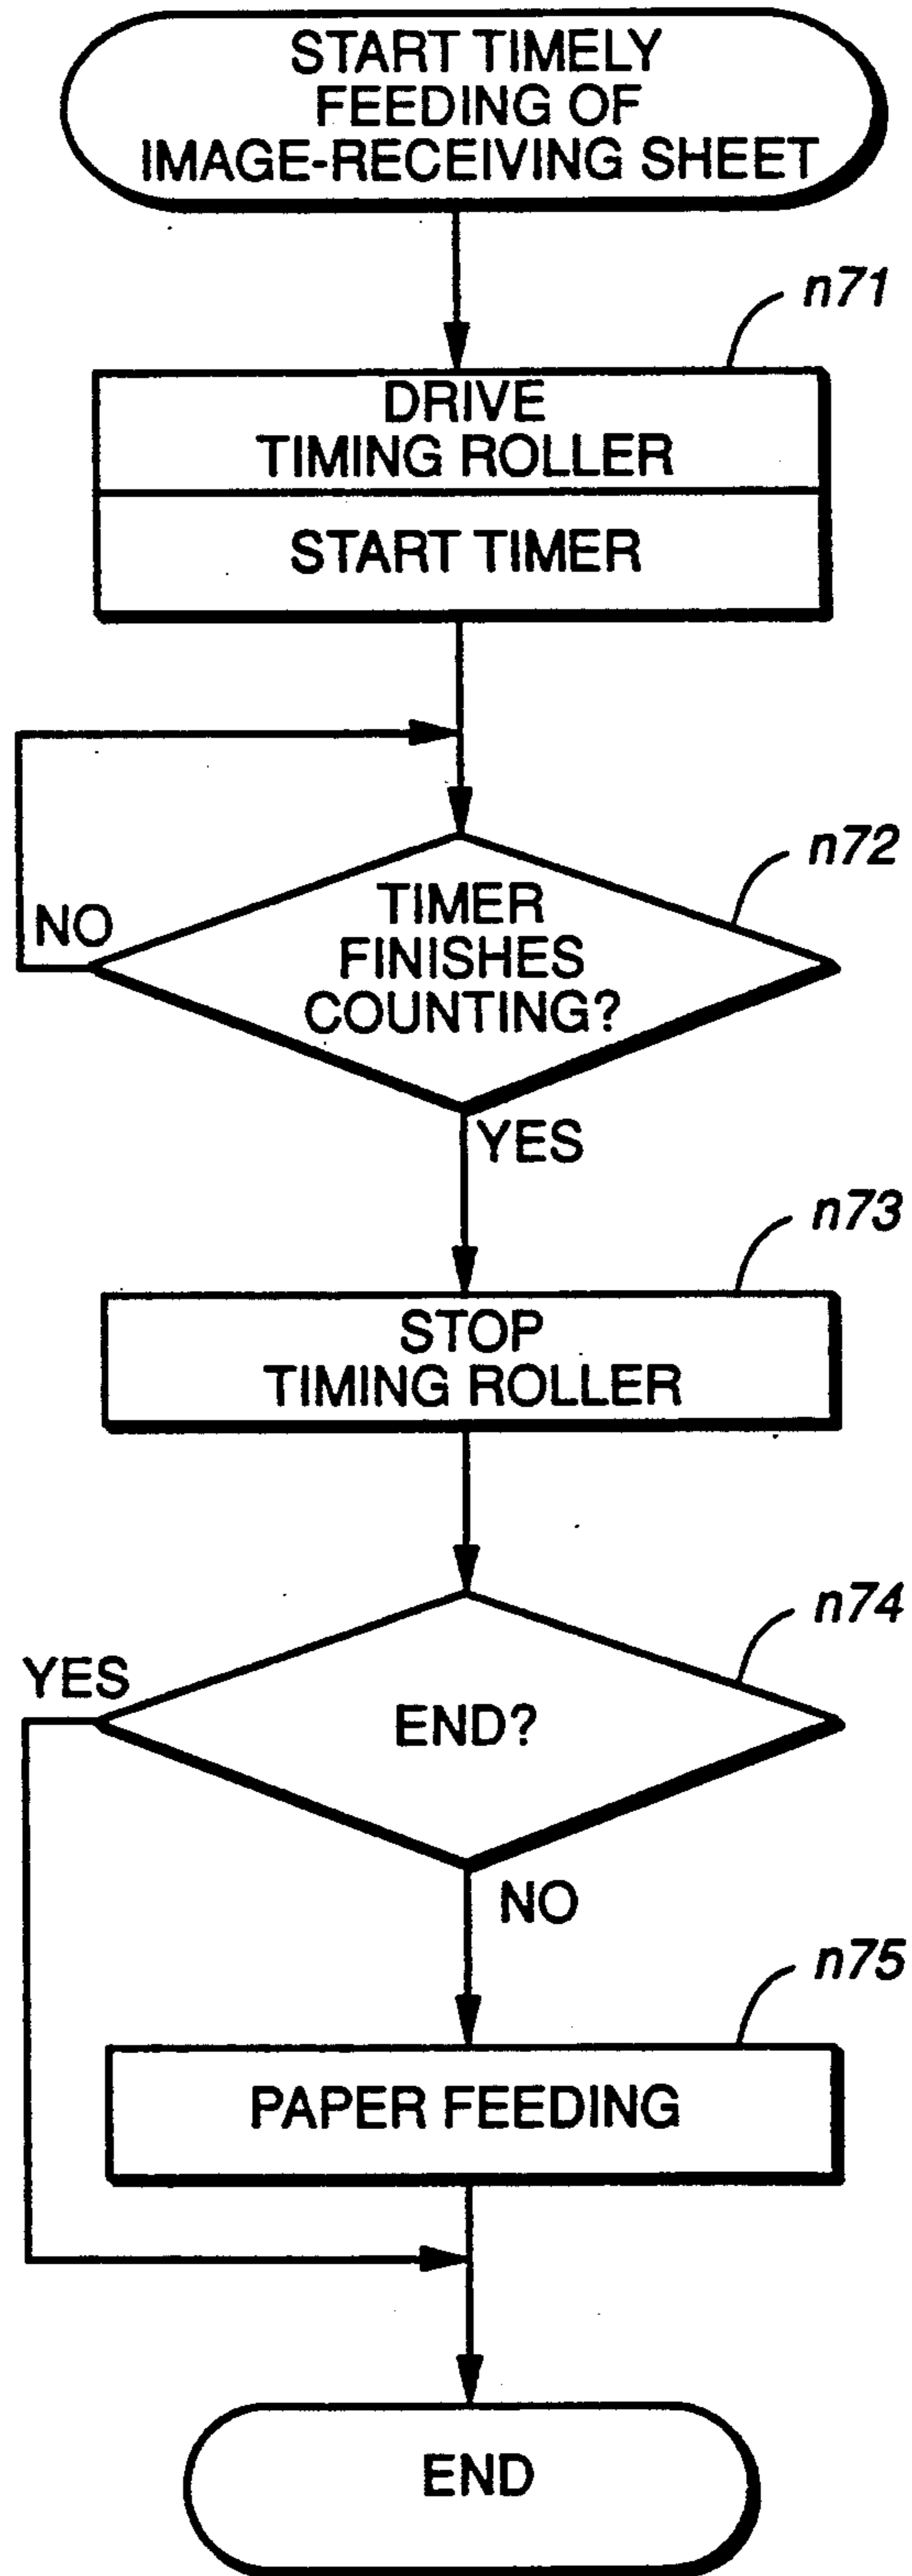 START TIMELY
FEEDING OF
IMAGE-RECEIVING SHEET
n71
DRIVE
TIMING ROLLER
START TIMER
n72
TIMER
FINISHES
COUNTING?
NO
YES
n73
STOP
TIMING ROLLER
n74
YES
END?
NO
n75
PAPER FEEDING
END